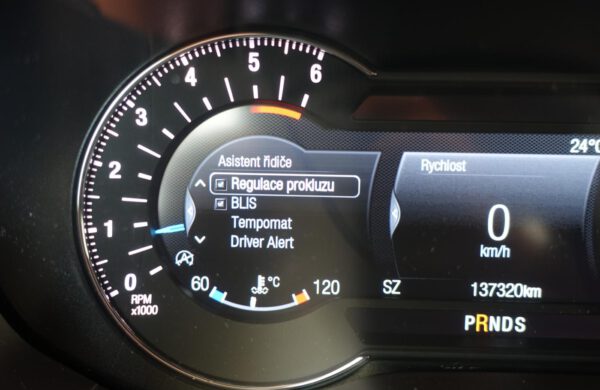 6
5
4
3
2
1
0
RPM
x1000
Asistent řidiče
Regulace prokluzu
BLIS
Tempomat
Driver Alert
60 °C 120
24°C
Rychlost
0
km/h
SZ 137320km
PRNDS